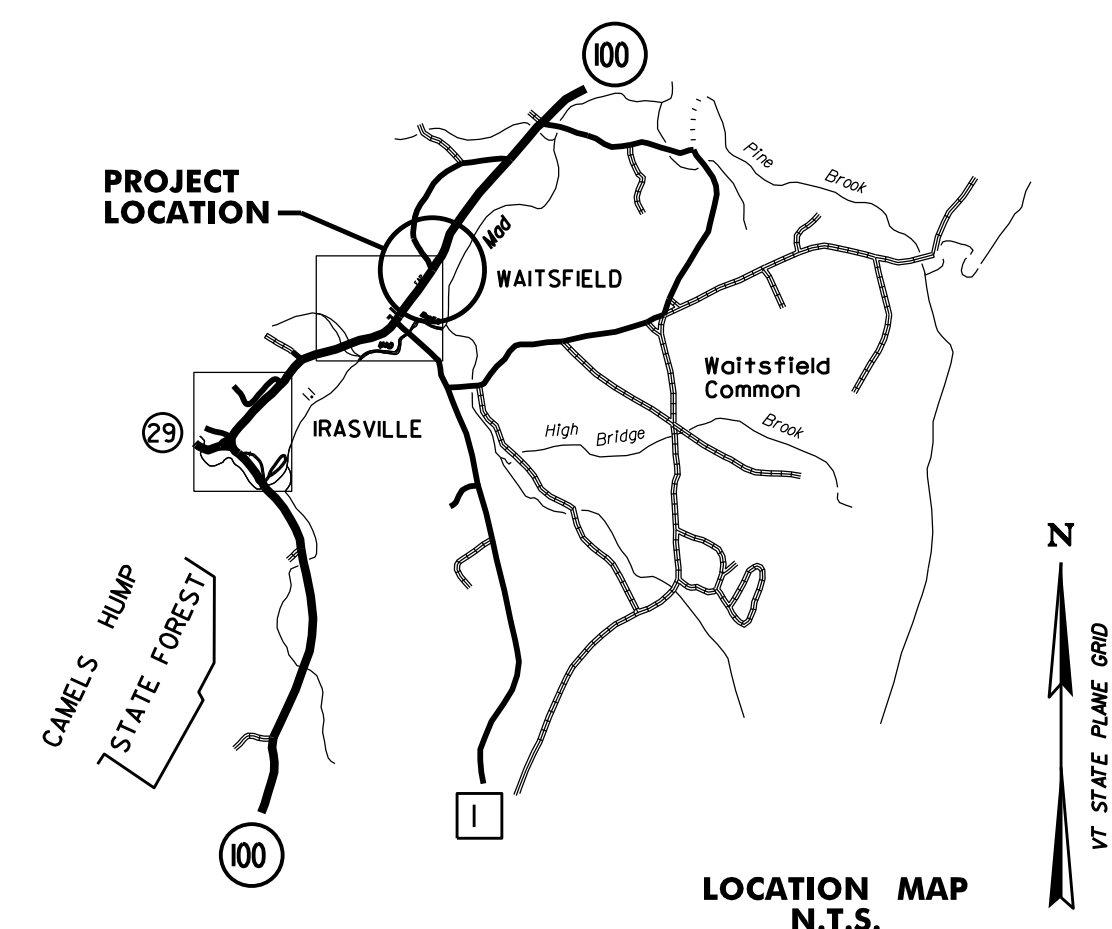 100
PROJECT
LOCATION
Pine
Brook
Mad
WAITSFIELD
Waitsfield
Common
29
IRASVILLE
High Bridge
Brook
N
CAMELS HUMP
STATE FOREST
VT STATE PLANE GRID
1
100
LOCATION MAP
N.T.S.